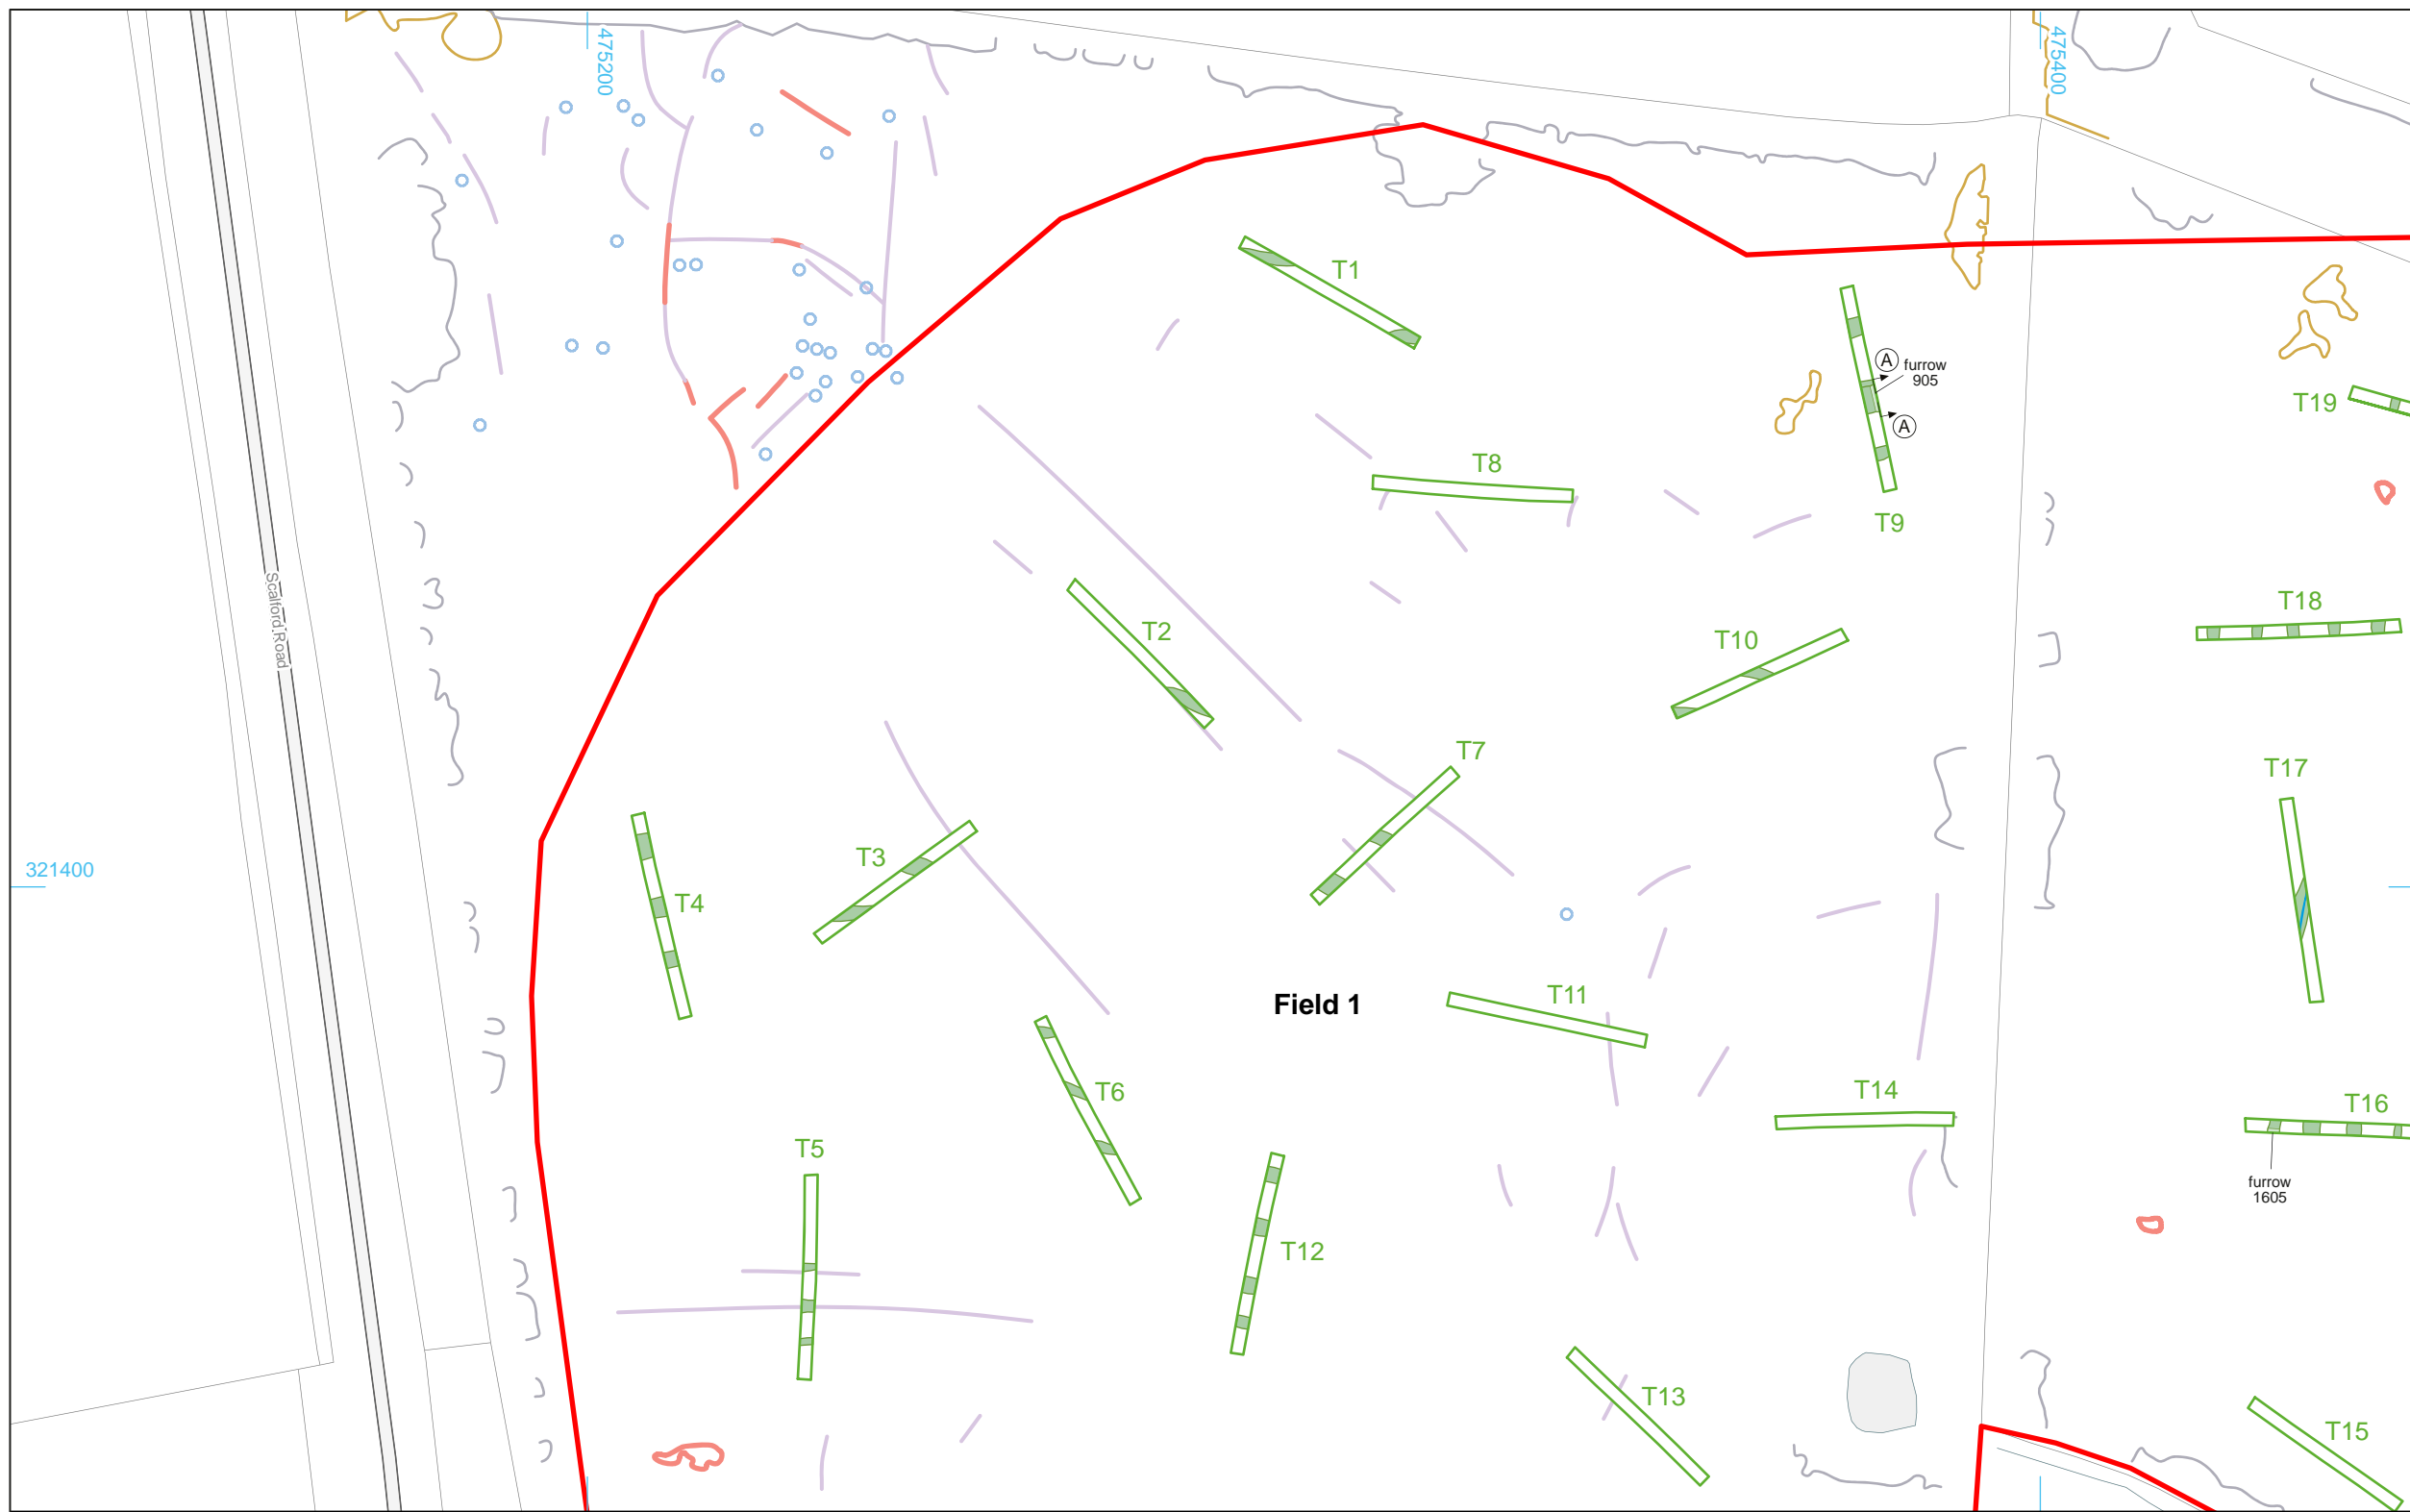 475200
475400
T1
A
furrow
905
A
T19
T8
T9
Scalford Road
T18
T2
T10
T7
T17
T3
321400
T4
Field 1
T11
T14
T6
T16
T5
furrow
1605
T12
T13
T15